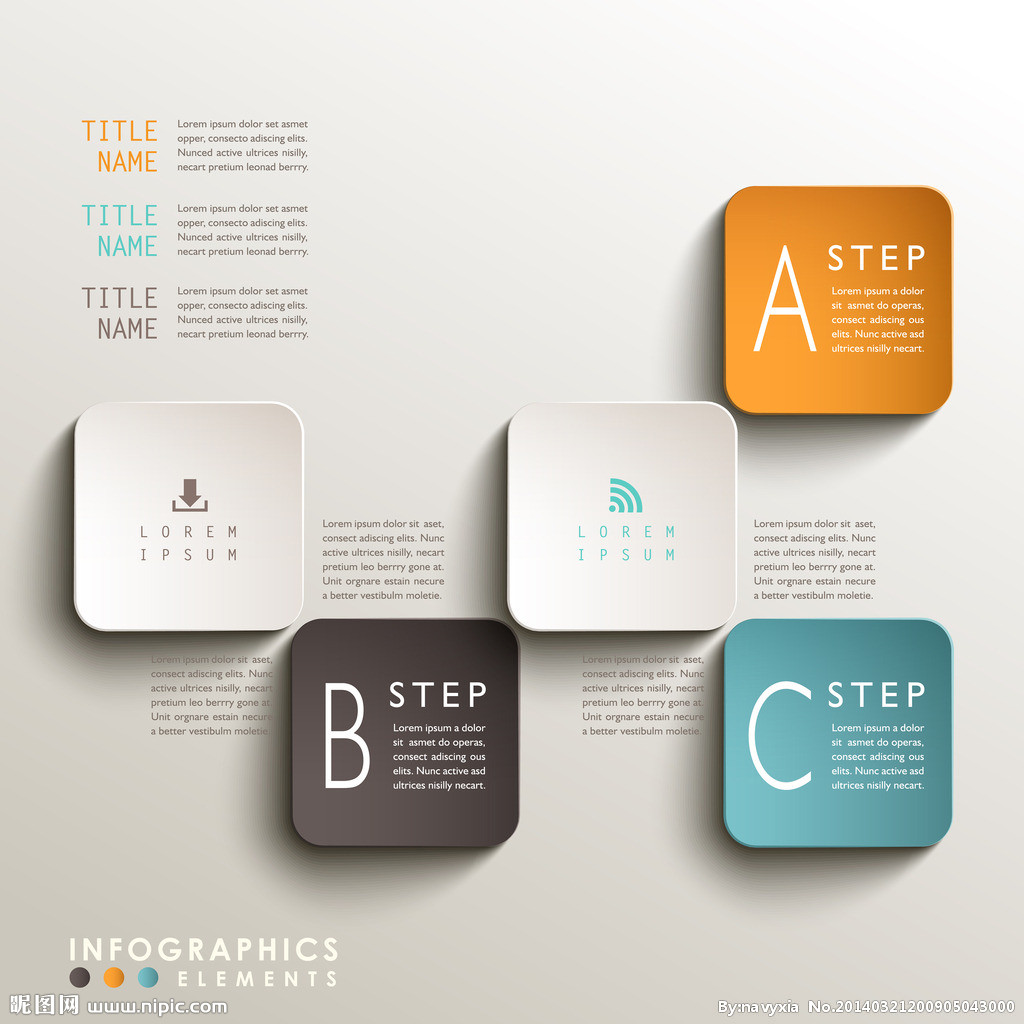 TITLE
NAME
Lorem ipsum dolor set asmet
opper, consecto adiscing elits.
Nunced active ultrices nisilly,
necart pretium leonad berrry.
TITLE
NAME
Lorem ipsum dolor set asmet
opper, consecto adiscing elits.
Nunced active ultrices nisilly,
necart pretium leonad berrry.
TITLE
NAME
Lorem ipsum dolor set asmet
opper, consecto adiscing elits.
Nunced active ultrices nisilly,
necart pretium leonad berrry.
A
STEP
Lorem ipsum a dolor
sit asmet do operas,
consect adiscing ous
elits. Nunc active asd
ultrices nisilly necart.
LOREM
IPSUM
Lorem ipsum dolor sit aset,
consect adiscing elits. Nunc
active ultrices nisilly, necart
pretium leo berrry gone at.
Unit orgnare estain necure
a better vestibulm moletie.
LOREM
IPSUM
Lorem ipsum dolor sit aset,
consect adiscing elits. Nunc
active ultrices nisilly, necart
pretium leo berrry gone at.
Unit orgnare estain necure
a better vestibulm moletie.
Lorem ipsum dolor sit aset,
consect adiscing elits. Nunc
active ultrices nisilly, necart
pretium leo berrry gone at.
Unit orgnare estain necure
a better vestibulm moletie.
B
STEP
Lorem ipsum a dolor
sit asmet do operas,
consect adiscing ous
elits. Nunc active asd
ultrices nisilly necart.
Lorem ipsum dolor sit aset,
consect adiscing elits. Nunc
active ultrices nisilly, necart
pretium leo berrry gone at.
Unit orgnare estain necure
a better vestibulm moletie.
C
STEP
Lorem ipsum a dolor
sit asmet do operas,
consect adiscing ous
elits. Nunc active asd
ultrices nisilly necart.
INFOGRAPHICS
ELEMENTS
昵图网 www.nipic.com
By:navyxia No.20140321200905043000